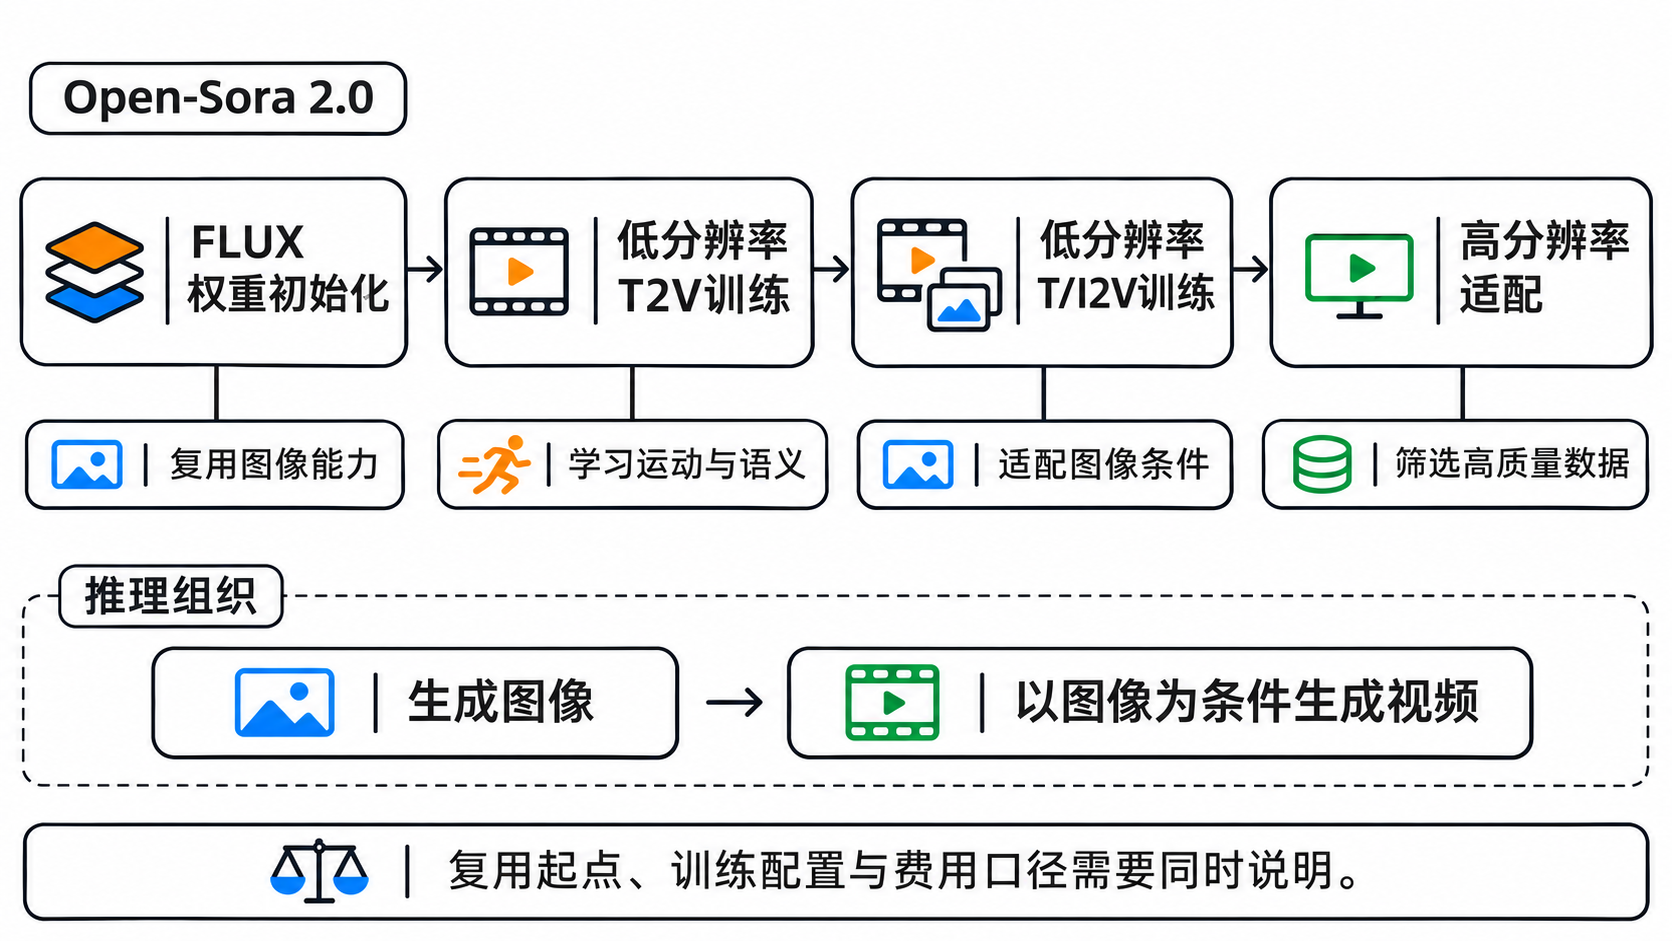 Open-Sora 2.0
FLUX
权重初始化
低分辨率
T2V训练
低分辨率
T/I2V训练
高分辨率
适配
复用图像能力
学习运动与语义
适配图像条件
筛选高质量数据
推理组织
生成图像
以图像为条件生成视频
复用起点、训练配置与费用口径需要同时说明。